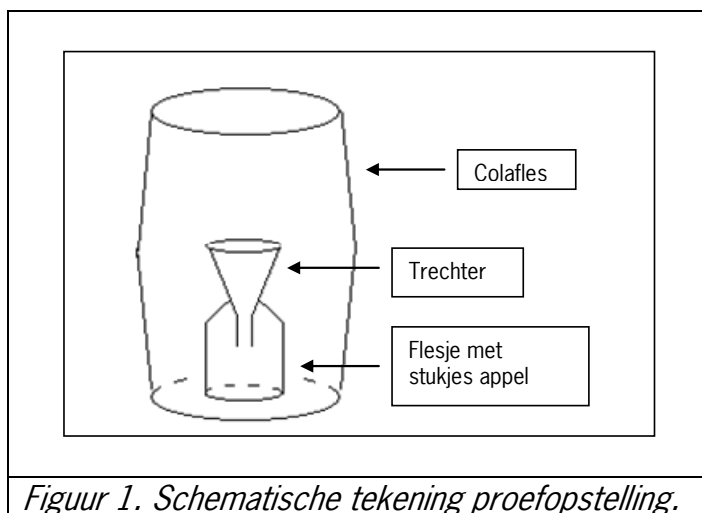 Colafles
Trechter
Flesje met
stukjes appel
Figuur 1. Schematische tekening proefopstelling.